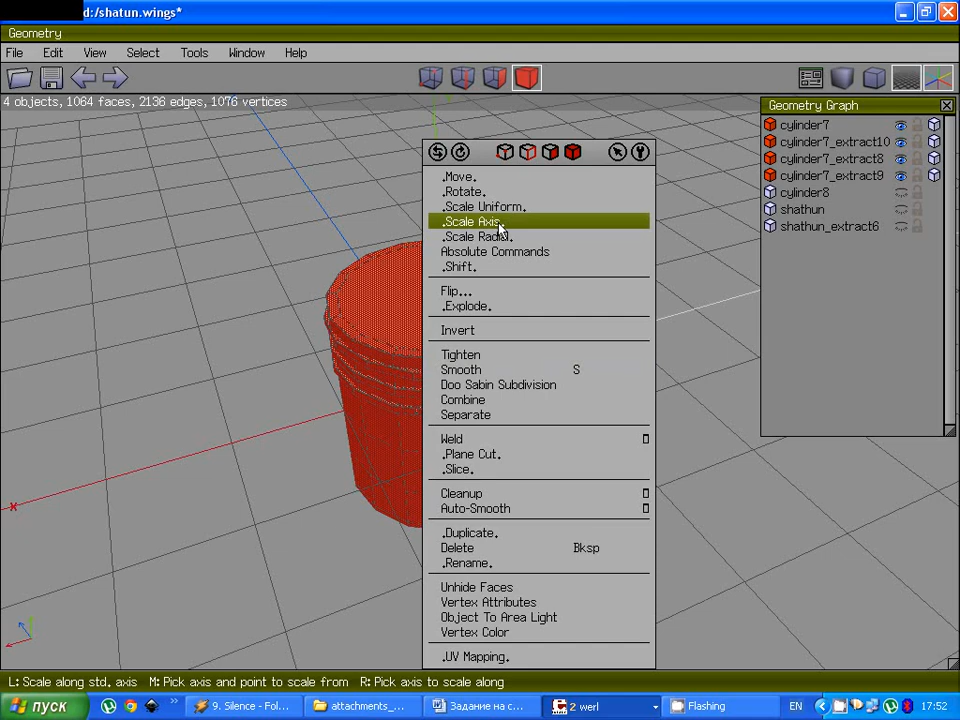 d:/shatun.wings*
Geometry
File Edit View Select Tools Window Help
4 objects, 1064 faces, 2136 edges, 1076 vertices
Geometry Graph
cylinder7
cylinder7_extract10
cylinder7_extract8
cylinder7_extract9
cylinder8
shathun
shathun_extract6
.Move.
.Rotate.
.Scale Uniform.
.Scale Axis.
.Scale Radial.
Absolute Commands
.Shift.
Flip...
.Explode.
Invert
Tighten
Smooth S
Doo Sabin Subdivision
Combine
Separate
Weld
.Plane Cut.
.Slice.
Cleanup
Auto-Smooth
.Duplicate.
Delete Bksp
.Rename.
Unhide Faces
Vertex Attributes
Object To Area Light
Vertex Color
.UV Mapping.
x
L: Scale along std. axis M: Pick axis and point to scale from R: Pick axis to scale along
пуск
9. Silence - Fol...
attachments_...
Задание на с...
2 werl
Flashing
EN
17:52